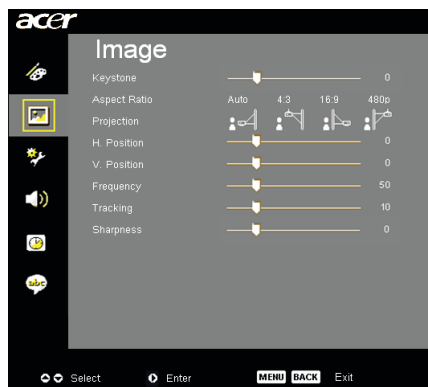 acer
Image
Keystone 0
Aspect Ratio Auto 4:3 16:9 480p
Projection
H. Position 0
V. Position 0
Frequency 50
Tracking 10
Sharpness 0
abc
Select Enter MENU BACK Exit